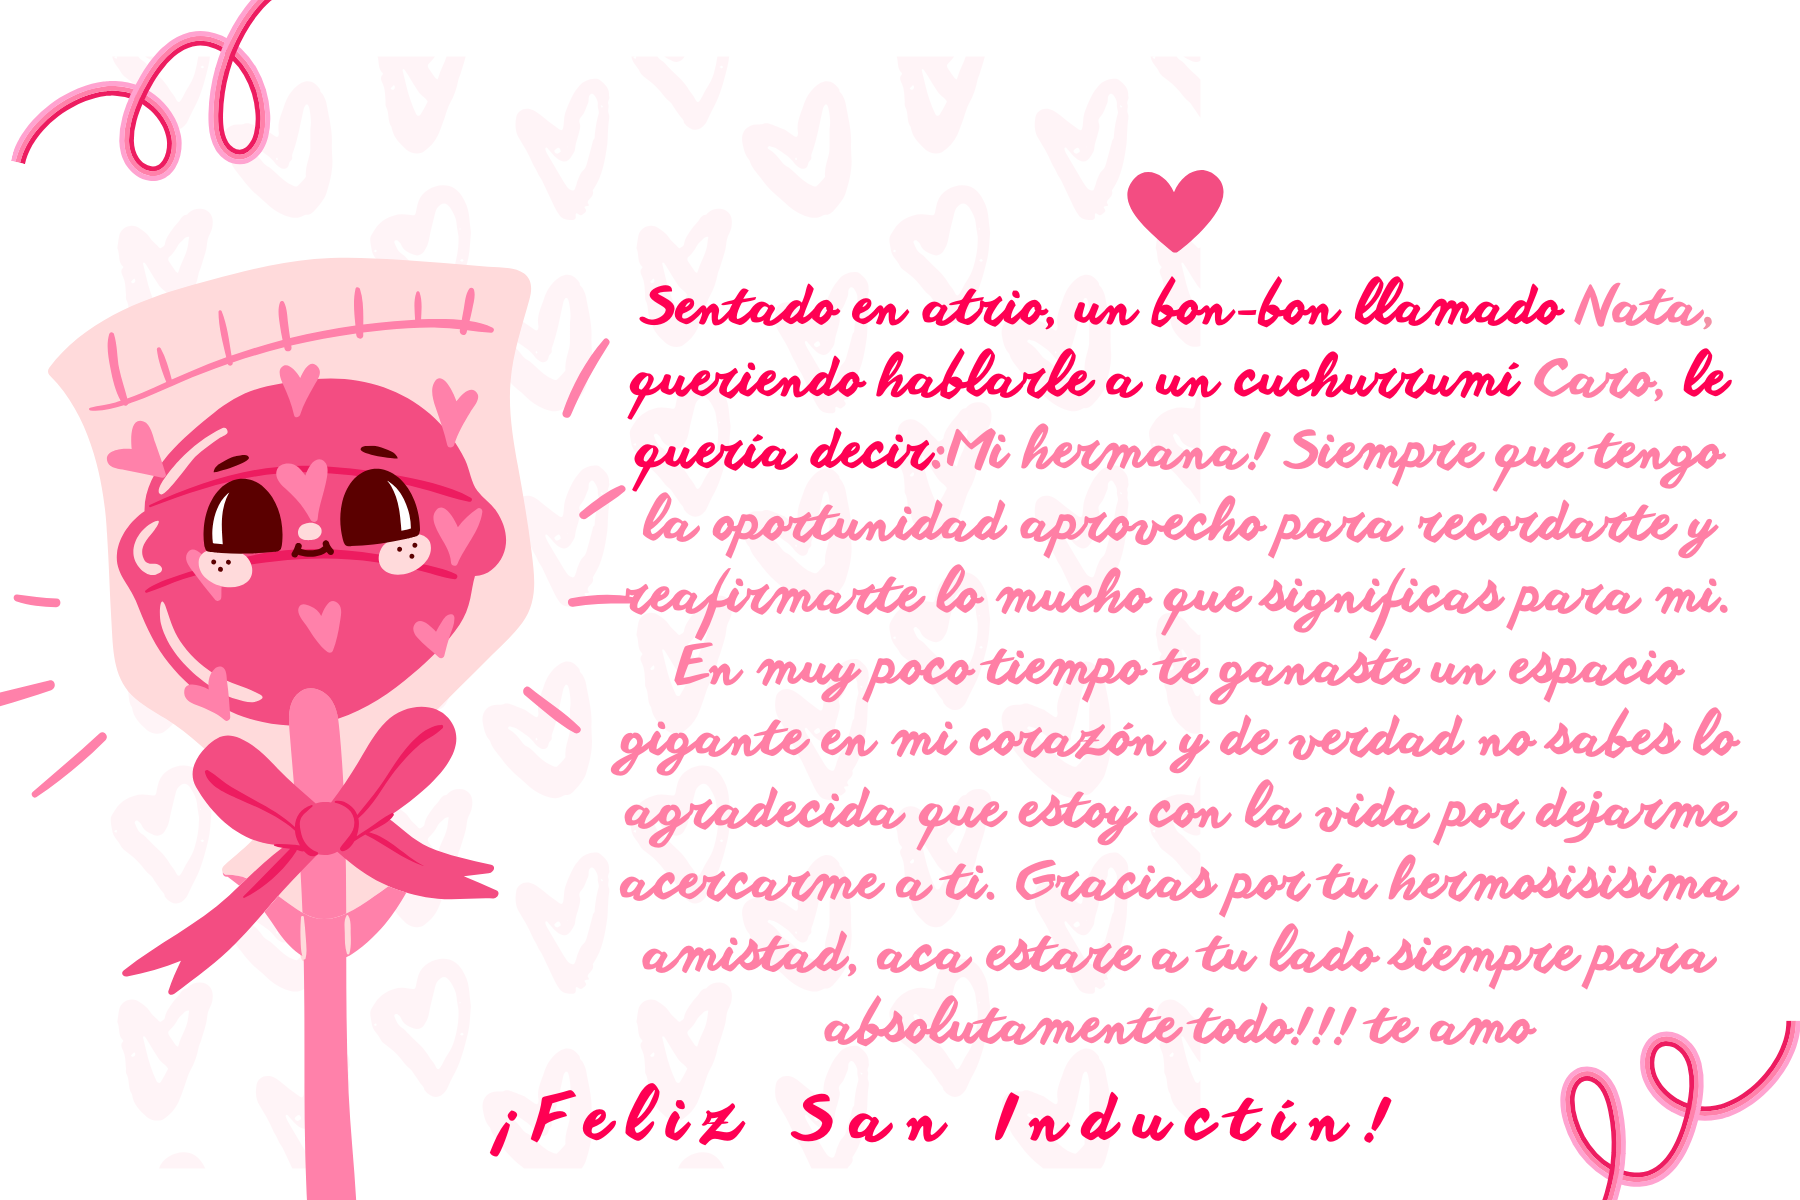 Sentado en atrio, un bon-bon llamado Nata,
queriendo hablarle a un cuchurrumí Caro, le
quería decir:Mi hermana! Siempre que tengo
la oportunidad aprovecho para recordarte y
reafirmarte lo mucho que significas para mi.
En muy poco tiempo te ganaste un espacio
gigante en mi corazón y de verdad no sabes lo
agradecida que estoy con la vida por dejarme
acercarme a ti. Gracias por tu hermosisisisima
amistad, aca estare a tu lado siempre para
absolutamente todo!!! te amo
¡Feliz San Inductín!